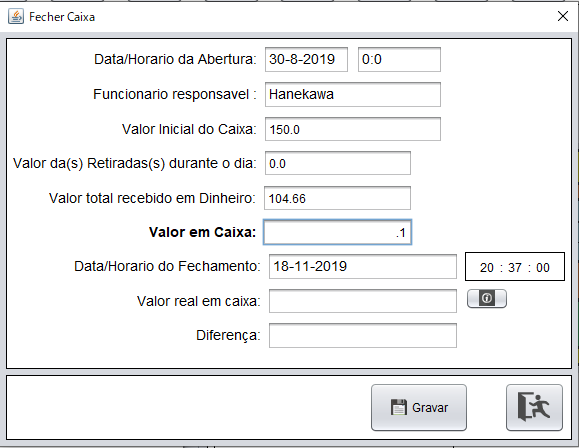 Fecher Caixa
Data/Horario da Abertura: 30-8-2019 0:0
Funcionario responsavel : Hanekawa
Valor Inicial do Caixa: 150.0
Valor da(s) Retiradas(s) durante o dia: 0.0
Valor total recebido em Dinheiro: 104.66
Valor em Caixa: .1
Data/Horario do Fechamento: 18-11-2019 20 : 37 : 00
Valor real em caixa:
Diferença:
Gravar